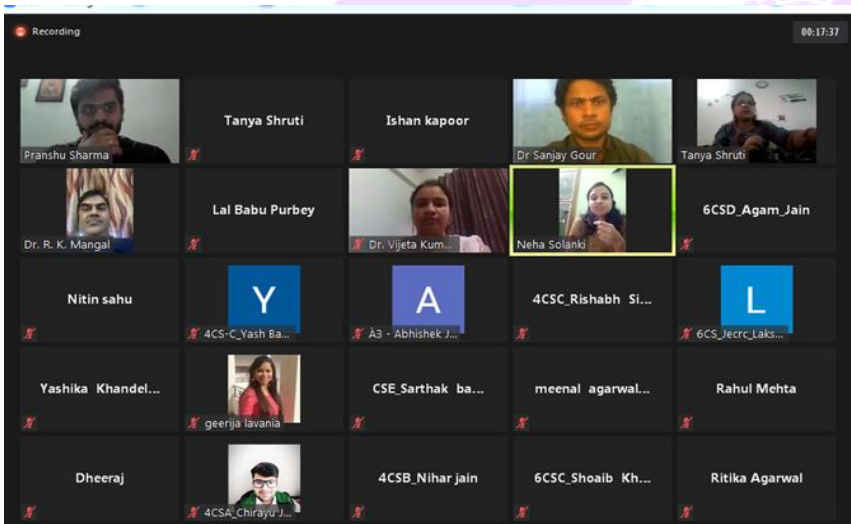 Recording
00:17:37
Pranshu Sharma
Tanya Shruti
Ishan kapoor
Dr Sanjay Gour
Tanya Shruti
Dr. R. K. Mangal
Lal Babu Purbey
Dr. Vijeta Kum...
Neha Solanki
6CSD_Agam_Jain
Nitin sahu
Y
4CS-C_Yash Ba...
A
À3 - Abhishek J...
4CSC_Rishabh Si...
L
6CS_Jecrc_Laks...
Yashika Khandel...
geerija lavania
CSE_Sarthak ba...
meenal agarwal...
Rahul Mehta
Dheeraj
4CSA_Chirayu J...
4CSB_Nihar jain
6CSC_Shoaib Kh...
Ritika Agarwal